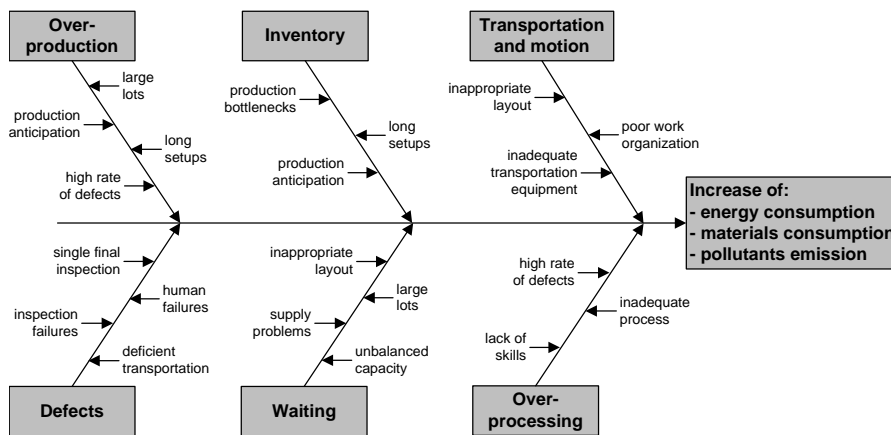 Over-
production
Inventory
Transportation
and motion
large
lots
production
anticipation
long
setups
high rate
of defects
production
bottlenecks
long
setups
production
anticipation
inappropriate
layout
poor work
organization
inadequate
transportation
equipment
Increase of:
- energy consumption
- materials consumption
- pollutants emission
single final
inspection
human
failures
inspection
failures
deficient
transportation
inappropriate
layout
large
lots
supply
problems
unbalanced
capacity
high rate
of defects
inadequate
process
lack of
skills
Defects
Waiting
Over-
processing